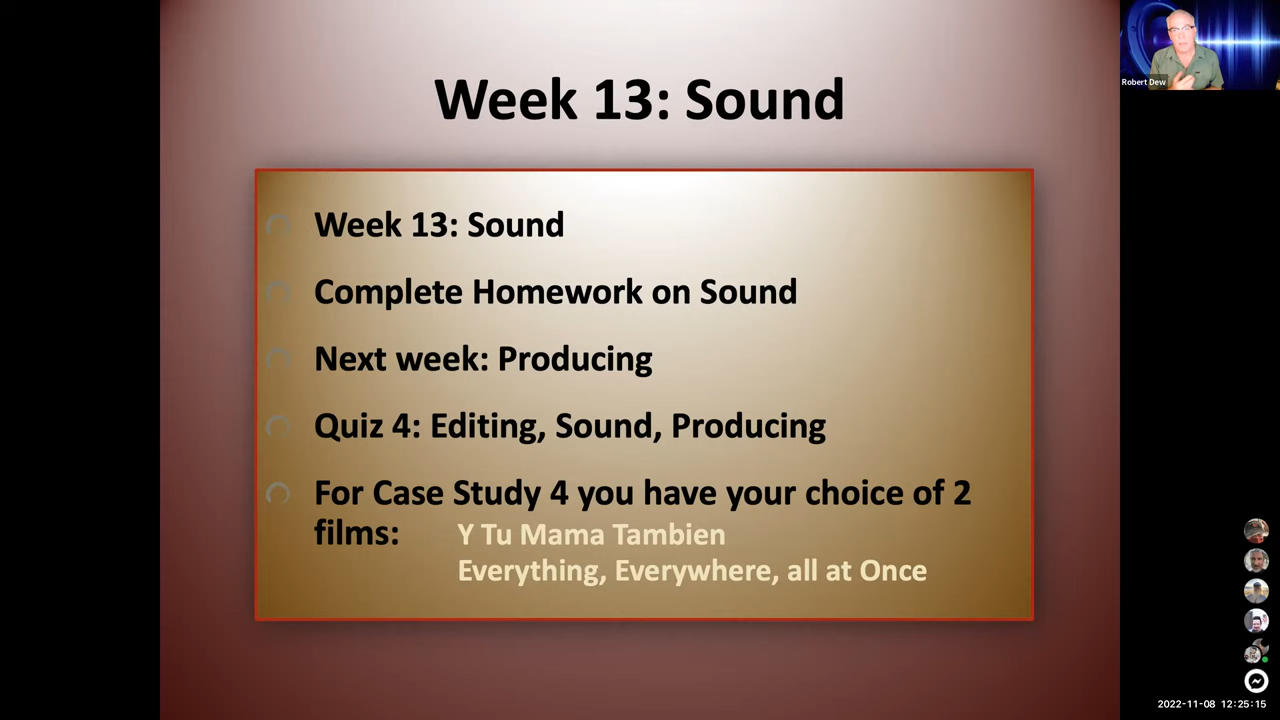 Week 13: Sound
Robert Dew
Week 13: Sound
Complete Homework on Sound
Next week: Producing
Quiz 4: Editing, Sound, Producing
For Case Study 4 you have your choice of 2
films: Y Tu Mama Tambien
Everything, Everywhere, all at Once
2022-11-08 12:25:15